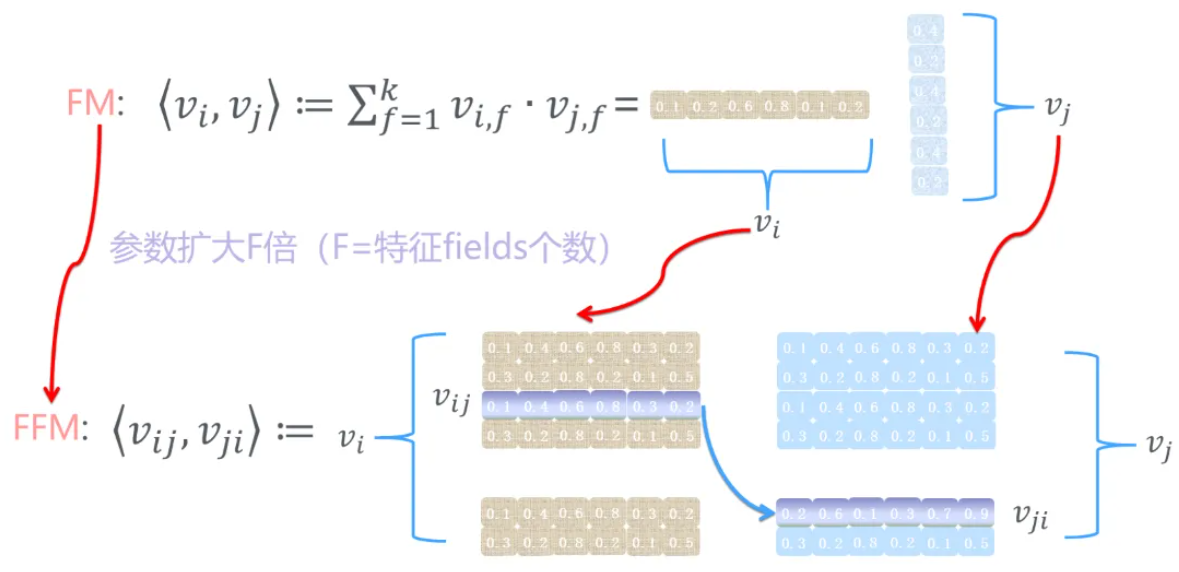 FM: ⟨v_i, v_j⟩ := ∑_{f=1}^{k} v_{i,f} · v_{j,f} = 0.1 0.2 0.6 0.8 0.1 0.2
0.4
0.2
0.4
0.2
0.4
0.2
v_j
v_i
参数扩大F倍（F=特征fields个数）
FFM: ⟨v_{ij}, v_{ji}⟩ := v_i
v_{ij}
0.1 0.4 0.6 0.8 0.3 0.2
0.3 0.2 0.8 0.2 0.1 0.5
0.1 0.4 0.6 0.8 0.3 0.2
0.3 0.2 0.8 0.2 0.1 0.5
0.1 0.4 0.6 0.8 0.3 0.2
0.3 0.2 0.8 0.2 0.1 0.5
0.1 0.4 0.6 0.8 0.3 0.2
0.3 0.2 0.8 0.2 0.1 0.5
0.1 0.4 0.6 0.8 0.3 0.2
0.3 0.2 0.8 0.2 0.1 0.5
0.2 0.6 0.1 0.3 0.7 0.9
0.3 0.2 0.8 0.2 0.1 0.5
v_{ji}
v_j